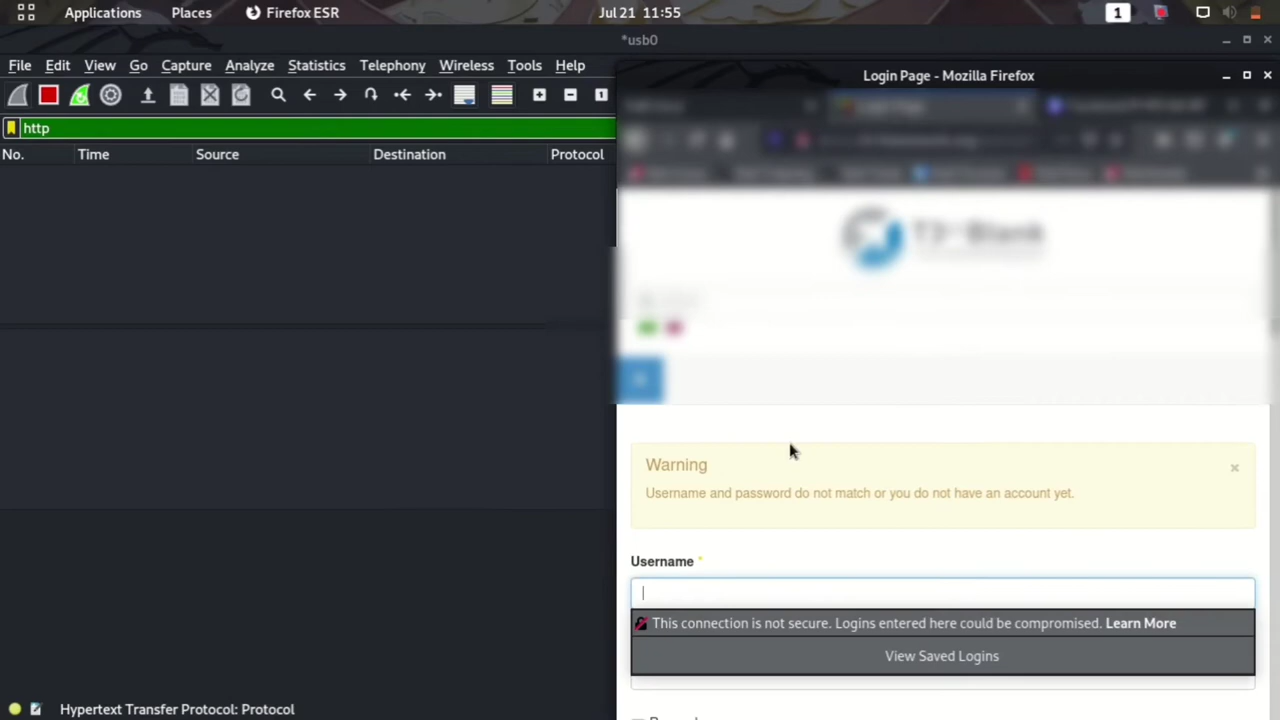 Applications Places Firefox ESR Jul 21 11:55 1
*usb0
File Edit View Go Capture Analyze Statistics Telephony Wireless Tools Help
Login Page - Mozilla Firefox
http
No. Time Source Destination Protocol
Warning
Username and password do not match or you do not have an account yet.
Username *
This connection is not secure. Logins entered here could be compromised. Learn More
View Saved Logins
Hypertext Transfer Protocol: Protocol